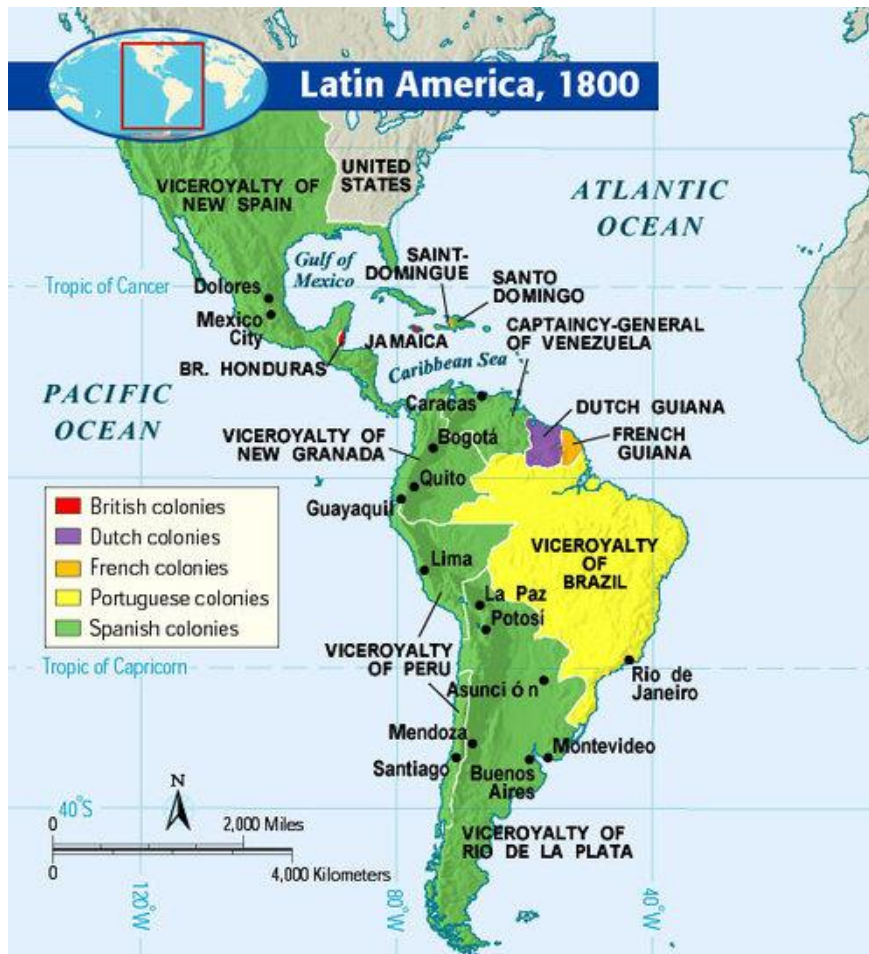 Latin America, 1800
UNITED
STATES
VICEROYALTY OF
NEW SPAIN
ATLANTIC
OCEAN
Gulf of
Mexico
SAINT-
DOMINGUE
SANTO
DOMINGO
Tropic of Cancer
Dolores
Mexico
City
JAMAICA
CAPTAINCY-GENERAL
OF VENEZUELA
BR. HONDURAS
Caribbean Sea
PACIFIC
OCEAN
Caracas
DUTCH GUIANA
FRENCH
GUIANA
VICEROYALTY OF
NEW GRANADA
Bogotá
Quito
Guayaquil
British colonies
Dutch colonies
French colonies
Portuguese colonies
Spanish colonies
VICEROYALTY
OF
BRAZIL
Lima
La Paz
Potosí
VICEROYALTY
OF PERU
Tropic of Capricorn
Asunci ó n
Rio de
Janeiro
Mendoza
Santiago
Buenos
Aires
Montevideo
N
40°S
0 2,000 Miles
0 4,000 Kilometers
VICEROYALTY OF
RIO DE LA PLATA
120°W
80°W
40°W